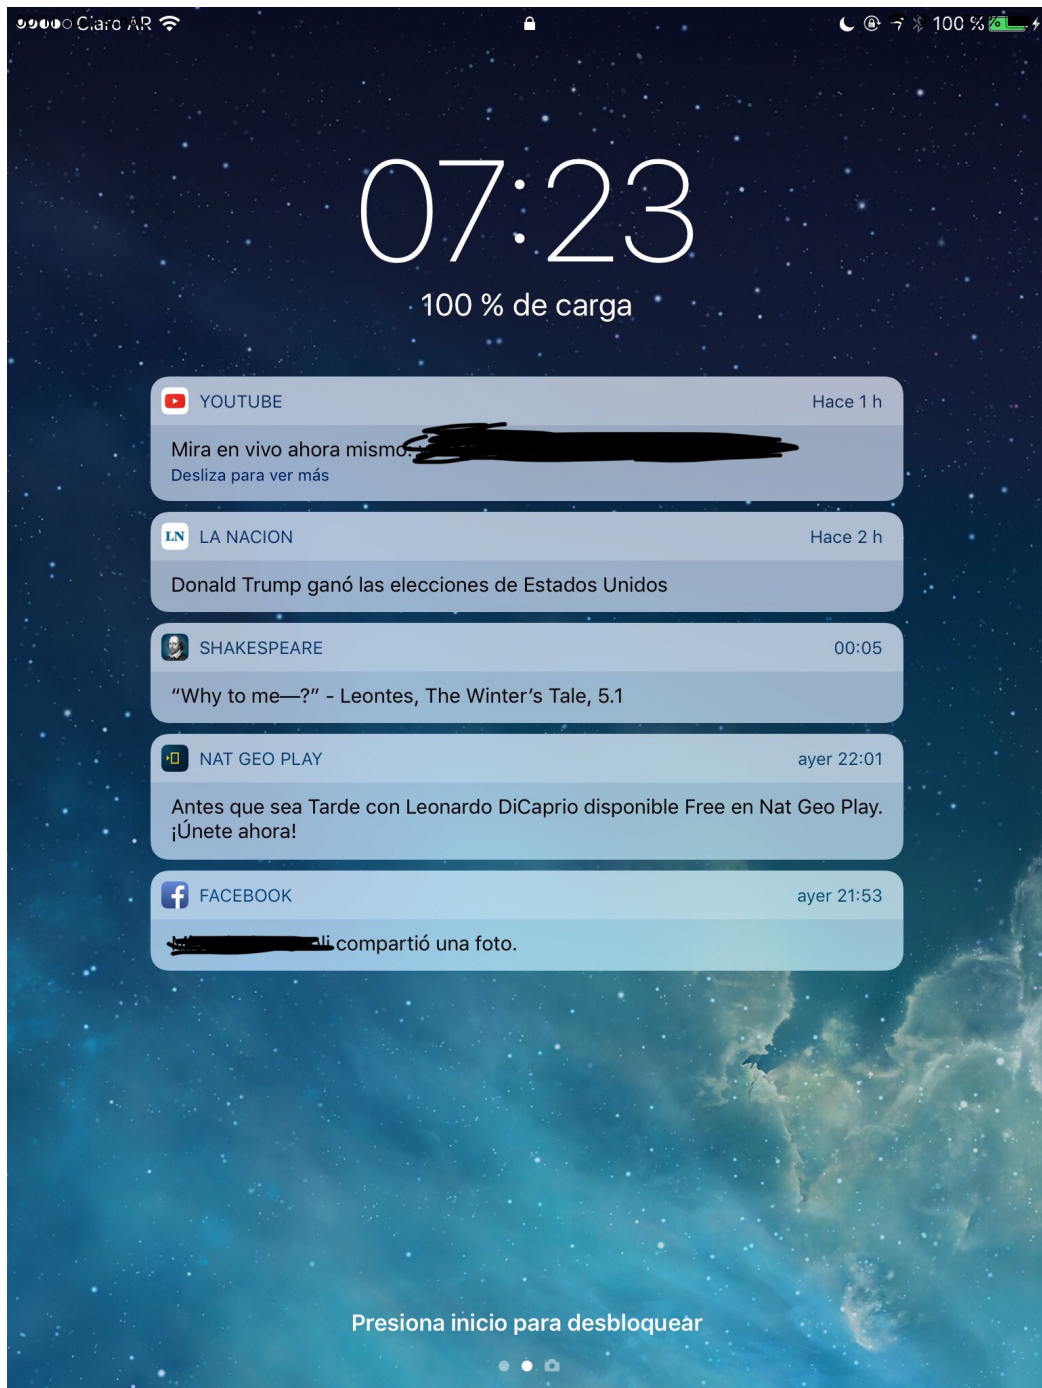 Claro AR 100 %
07:23
100 % de carga
YOUTUBE Hace 1 h
Mira en vivo ahora mismo:
Desliza para ver más
LN LA NACION Hace 2 h
Donald Trump ganó las elecciones de Estados Unidos
SHAKESPEARE 00:05
“Why to me—?” - Leontes, The Winter’s Tale, 5.1
NAT GEO PLAY ayer 22:01
Antes que sea Tarde con Leonardo DiCaprio disponible Free en Nat Geo Play.
¡Únete ahora!
FACEBOOK ayer 21:53
compartió una foto.
Presiona inicio para desbloquear